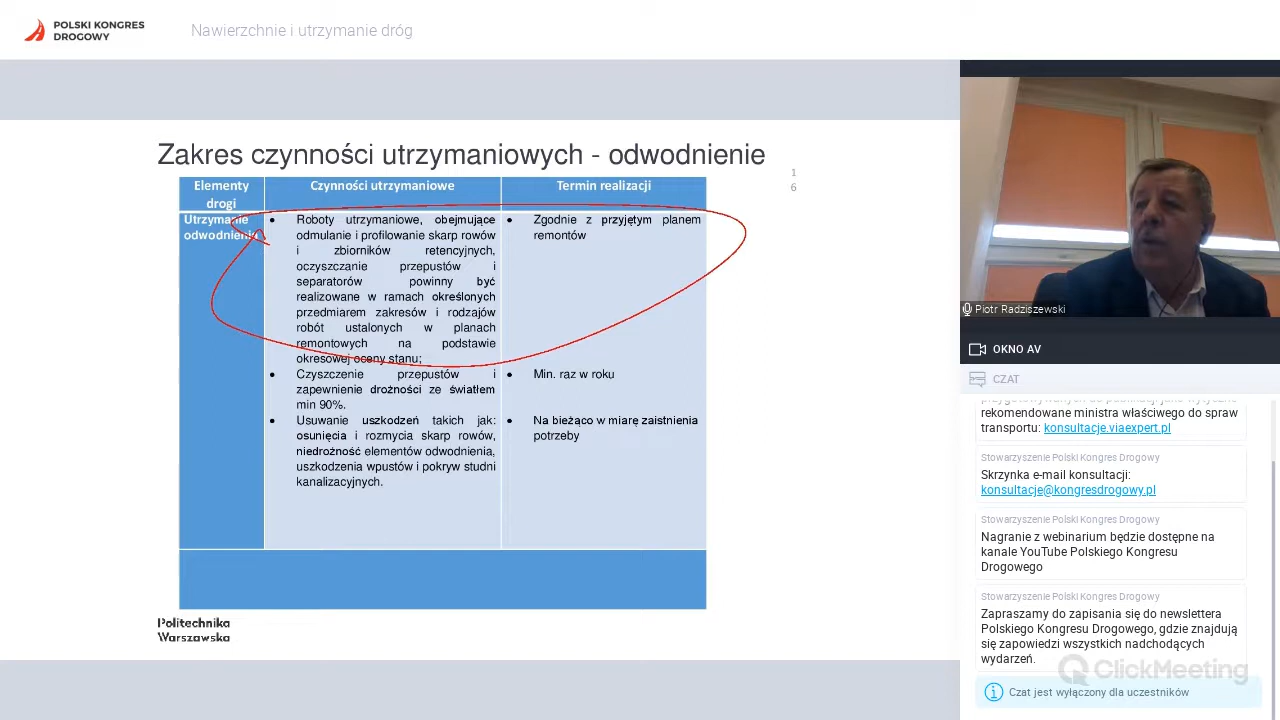 POLSKI KONGRES
DROGOWY
Nawierzchnie i utrzymanie dróg
Zakres czynności utrzymaniowych - odwodnienie
1
6
Elementy
drogi
Czynności utrzymaniowe
Termin realizacji
Utrzymanie
odwodnienia
• Roboty utrzymaniowe, obejmujące
odmulanie i profilowanie skarp rowów
i zbiorników retencyjnych,
oczyszczanie przepustów i
separatorów powinny być
realizowane w ramach określonych
przedmiarem zakresów i rodzajów
robót ustalonych w planach
remontowych na podstawie
okresowej oceny stanu;
• Zgodnie z przyjętym planem
remontów
• Czyszczenie przepustów i
zapewnienie drożności ze światłem
min 90%.
• Min. raz w roku
• Usuwanie uszkodzeń takich jak:
osunięcia i rozmycia skarp rowów,
niedrożność elementów odwodnienia,
uszkodzenia wpustów i pokryw studni
kanalizacyjnych.
• Na bieżąco w miarę zaistnienia
potrzeby
Politechnika
Warszawska
Piotr Radziszewski
OKNO AV
CZAT
rekomendowane ministra właściwego do spraw
transportu: konsultacje.viaexpert.pl
Stowarzyszenie Polski Kongres Drogowy
Skrzynka e-mail konsultacji:
konsultacje@kongresdrogowy.pl
Stowarzyszenie Polski Kongres Drogowy
Nagranie z webinarium będzie dostępne na
kanale YouTube Polskiego Kongresu
Drogowego
Stowarzyszenie Polski Kongres Drogowy
Zapraszamy do zapisania się do newslettera
Polskiego Kongresu Drogowego, gdzie znajdują
się zapowiedzi wszystkich nadchodzących
wydarzeń.
ClickMeeting
Czat jest wyłączony dla uczestników